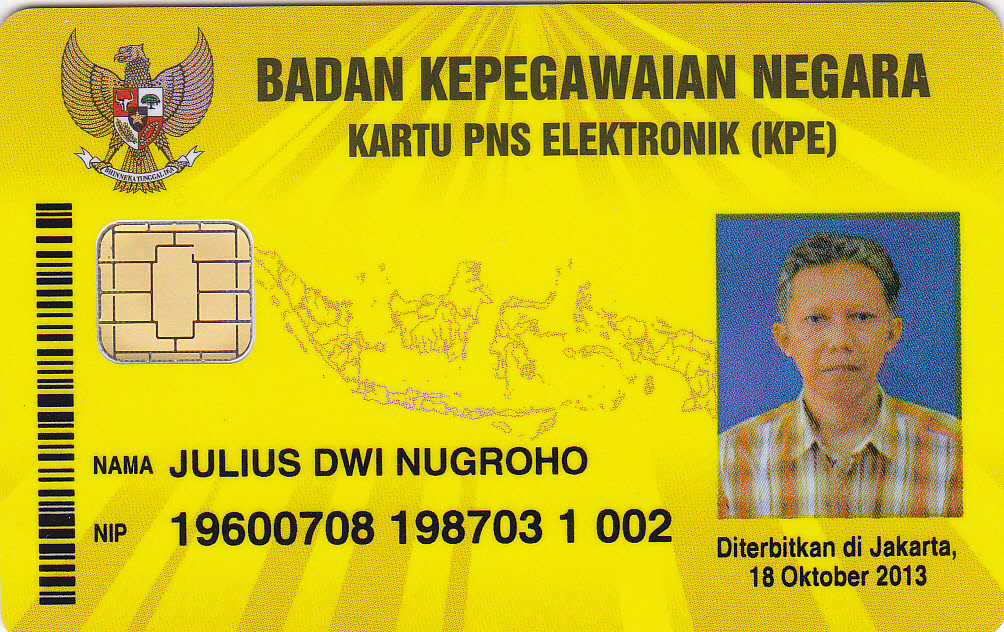 BADAN KEPEGAWAIAN NEGARA
KARTU PNS ELEKTRONIK (KPE)
BHINNEKA TUNGGAL IKA
NAMA JULIUS DWI NUGROHO
NIP 19600708 198703 1 002
Diterbitkan di Jakarta,
18 Oktober 2013